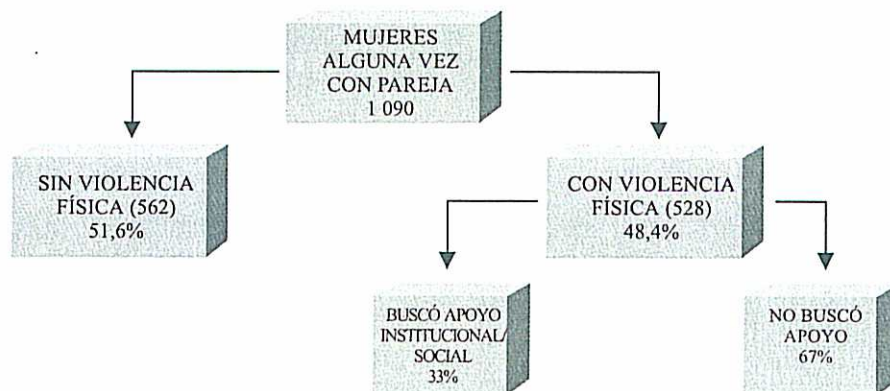 MUJERES
ALGUNA VEZ
CON PAREJA
1 090
SIN VIOLENCIA
FÍSICA (562)
51,6%
CON VIOLENCIA
FÍSICA (528)
48,4%
BUSCÓ APOYO
INSTITUCIONAL/
SOCIAL
33%
NO BUSCÓ
APOYO
67%